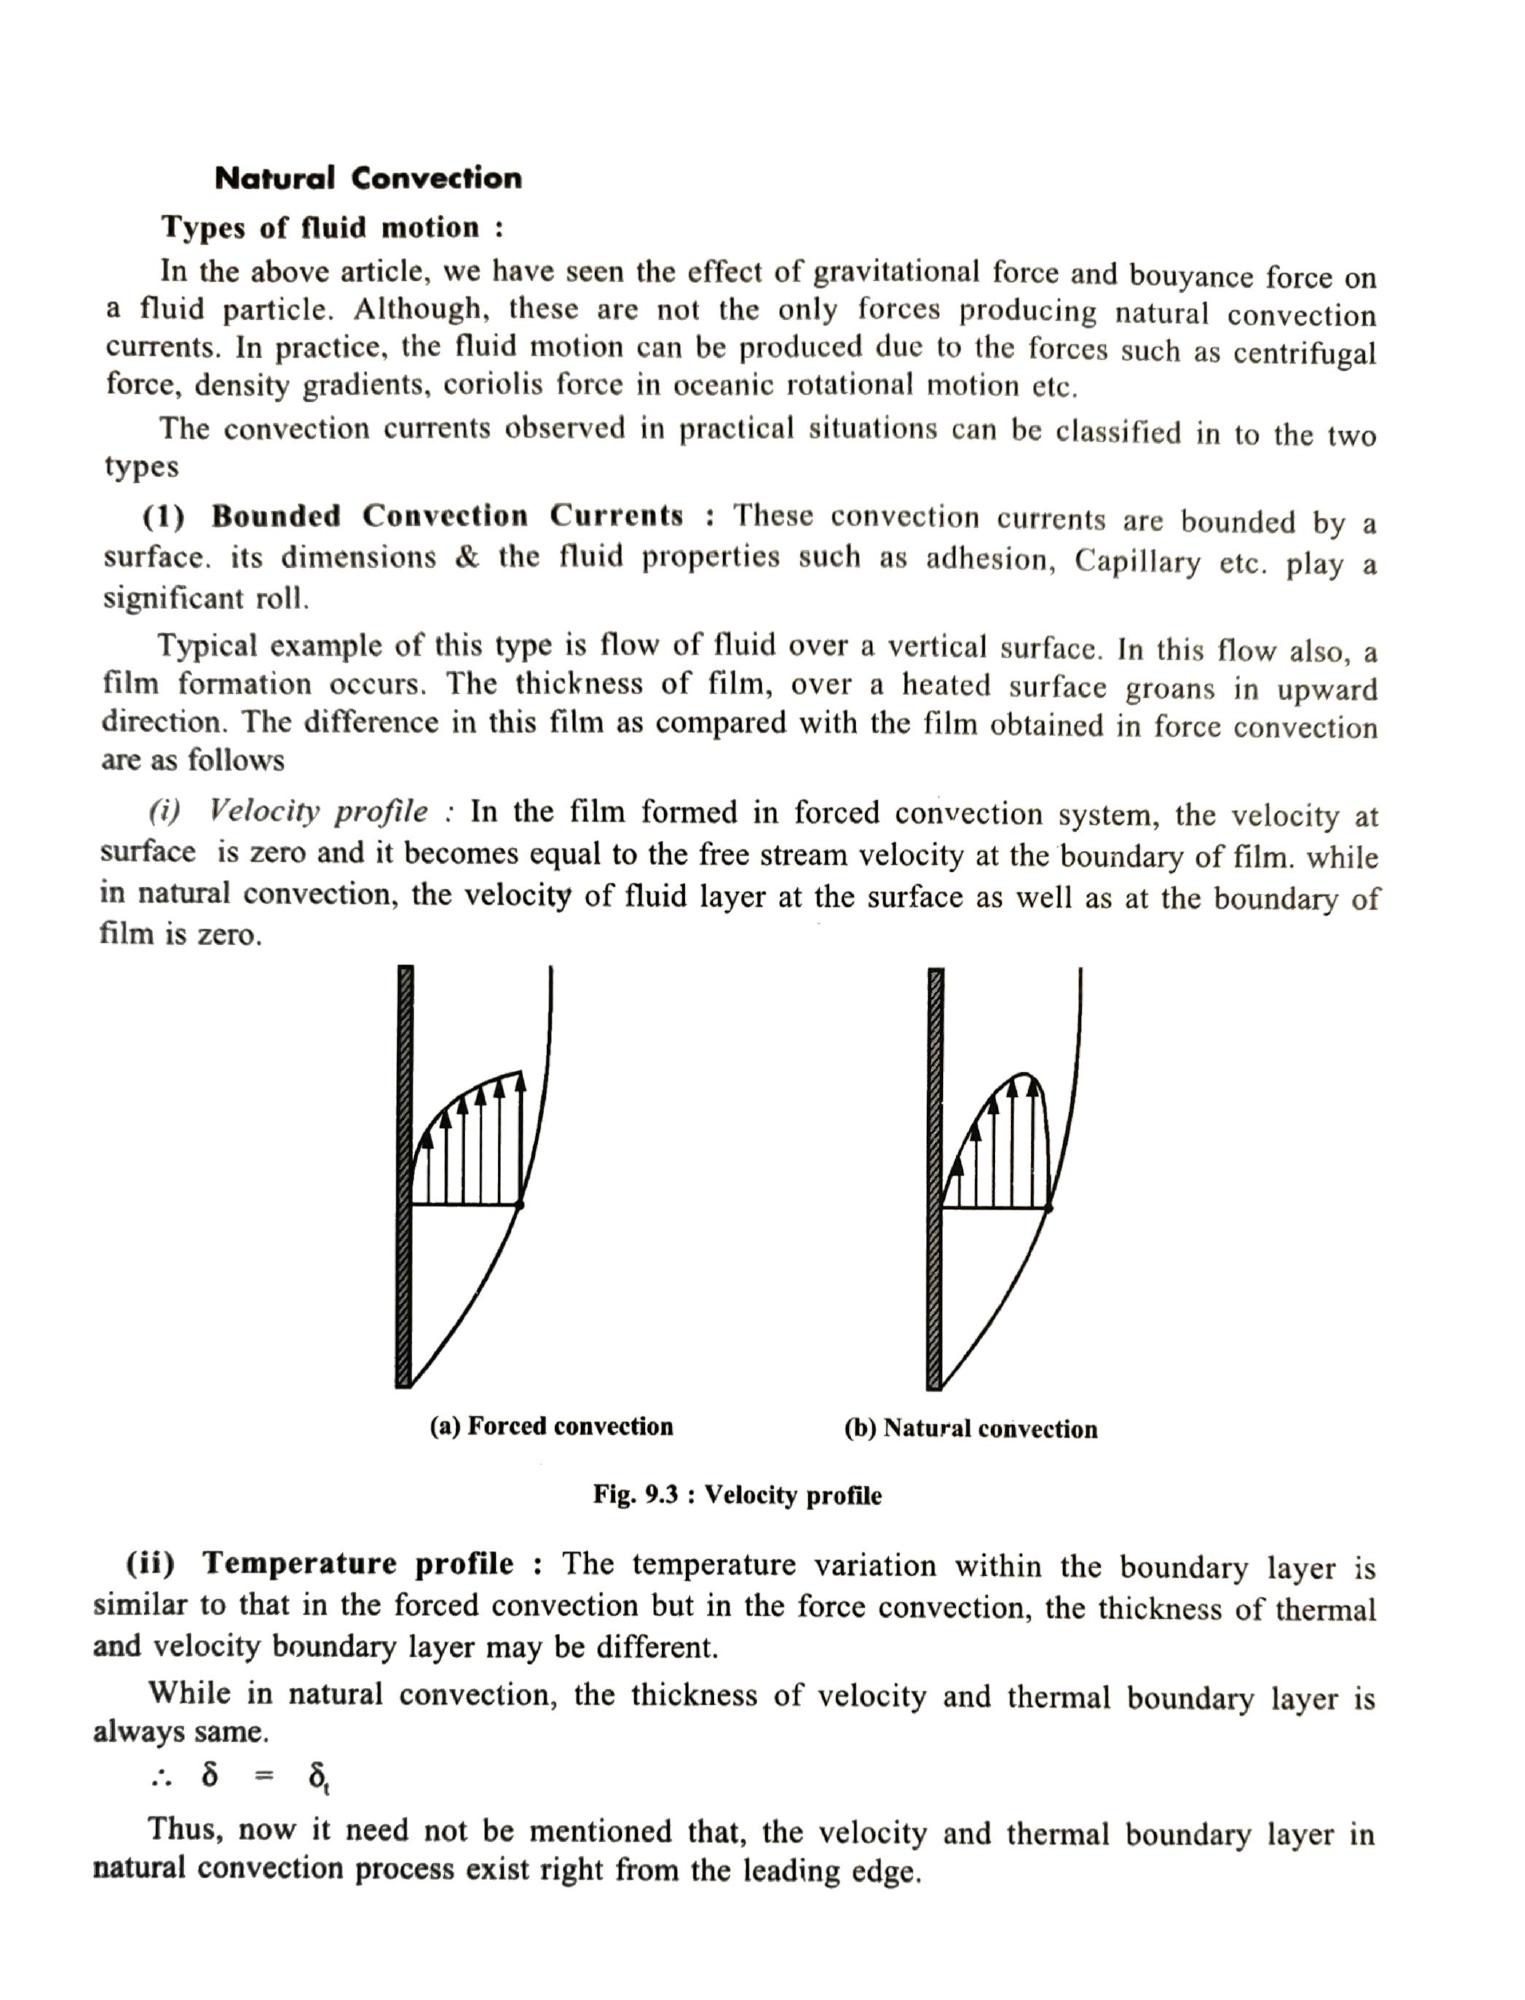 Natural Convection
Types of fluid motion :
In the above article, we have seen the effect of gravitational force and bouyance force on
a fluid particle. Although, these are not the only forces producing natural convection
currents. In practice, the fluid motion can be produced due to the forces such as centrifugal
force, density gradients, coriolis force in oceanic rotational motion etc.
The convection currents observed in practical situations can be classified in to the two
types
(1) Bounded Convection Currents : These convection currents are bounded by a
surface. its dimensions & the fluid properties such as adhesion, Capillary etc. play a
significant roll.
Typical example of this type is flow of fluid over a vertical surface. In this flow also, a
film formation occurs. The thickness of film, over a heated surface groans in upward
direction. The difference in this film as compared with the film obtained in force convection
are as follows
(i) Velocity profile : In the film formed in forced convection system, the velocity at
surface is zero and it becomes equal to the free stream velocity at the boundary of film. while
in natural convection, the velocity of fluid layer at the surface as well as at the boundary of
film is zero.
(a) Forced convection
(b) Natural convection
Fig. 9.3 : Velocity profile
(ii) Temperature profile : The temperature variation within the boundary layer is
similar to that in the forced convection but in the force convection, the thickness of thermal
and velocity boundary layer may be different.
While in natural convection, the thickness of velocity and thermal boundary layer is
always same.
∴ δ = δₜ
Thus, now it need not be mentioned that, the velocity and thermal boundary layer in
natural convection process exist right from the leading edge.